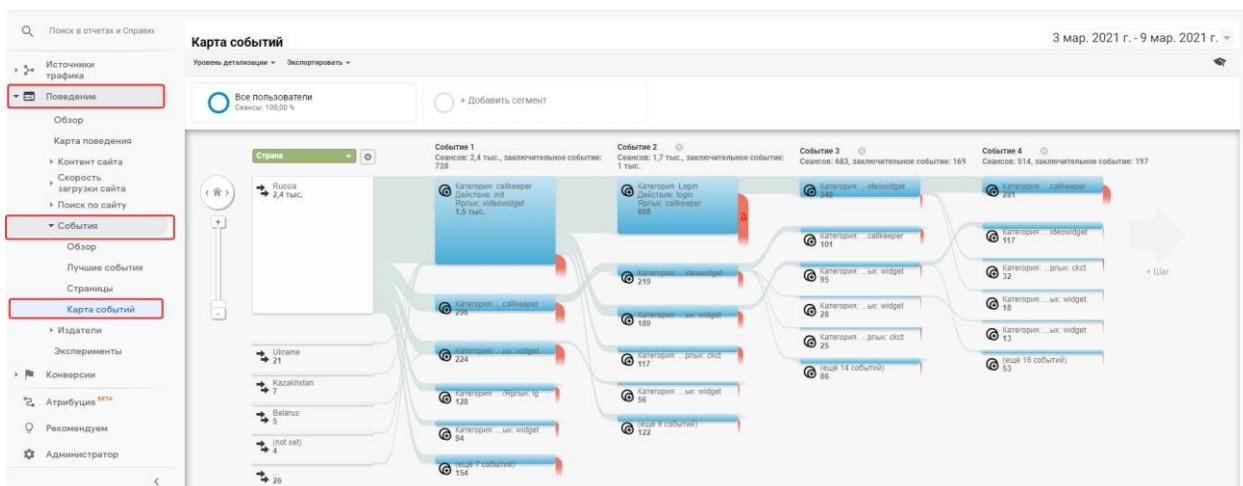 Поиск в отчетах и Справке
Источники
трафика
Поведение
Обзор
Карта поведения
Контент сайта
Скорость
загрузки сайта
Поиск по сайту
События
Обзор
Лучшие события
Страницы
Карта событий
Издатели
Эксперименты
Конверсии
Атрибуция BETA
Рекомендуем
Администратор
Карта событий
3 мар. 2021 г. - 9 мар. 2021 г.
Уровень детализации
Экспортировать
Все пользователи
Сеансы: 100,00 %
+ Добавить сегмент
Страна
Russia
2,4 тыс.
Ukraine
21
Kazakhstan
7
Belarus
5
(not set)
4
...
26
Событие 1
Сеансов: 2,4 тыс., заключительное событие:
728
Категория: callkeeper
Действие: init
Ярлык: videowidget
1,5 тыс.
Категория: ...callkeeper
296
Категория: ...ык: widget
224
Категория: .../Ярлык: lg
128
Категория: ...ык: widget
94
(ещё 7 событий)
154
Событие 2
Сеансов: 1,7 тыс., заключительное событие:
1 тыс.
Категория: Login
Действие: login
Ярлык: callkeeper
988
Категория: ...ideowidget
219
Категория: ...ык: widget
189
Категория: ...рлык: ckct
117
Категория: ...ык: widget
56
(ещё 9 событий)
122
Событие 3
Сеансов: 683, заключительное событие: 169
Категория: ...ideowidget
348
Категория: ...callkeeper
101
Категория: ...ык: widget
95
Категория: ...ык: widget
28
Категория: ...рлык: ckct
25
(ещё 14 событий)
86
Событие 4
Сеансов: 514, заключительное событие: 197
Категория: ...callkeeper
281
Категория: ...ideowidget
117
Категория: ...рлык: ckct
32
Категория: ...ык: widget
18
Категория: ...ык: widget
13
(ещё 16 событий)
53
+ Шаг